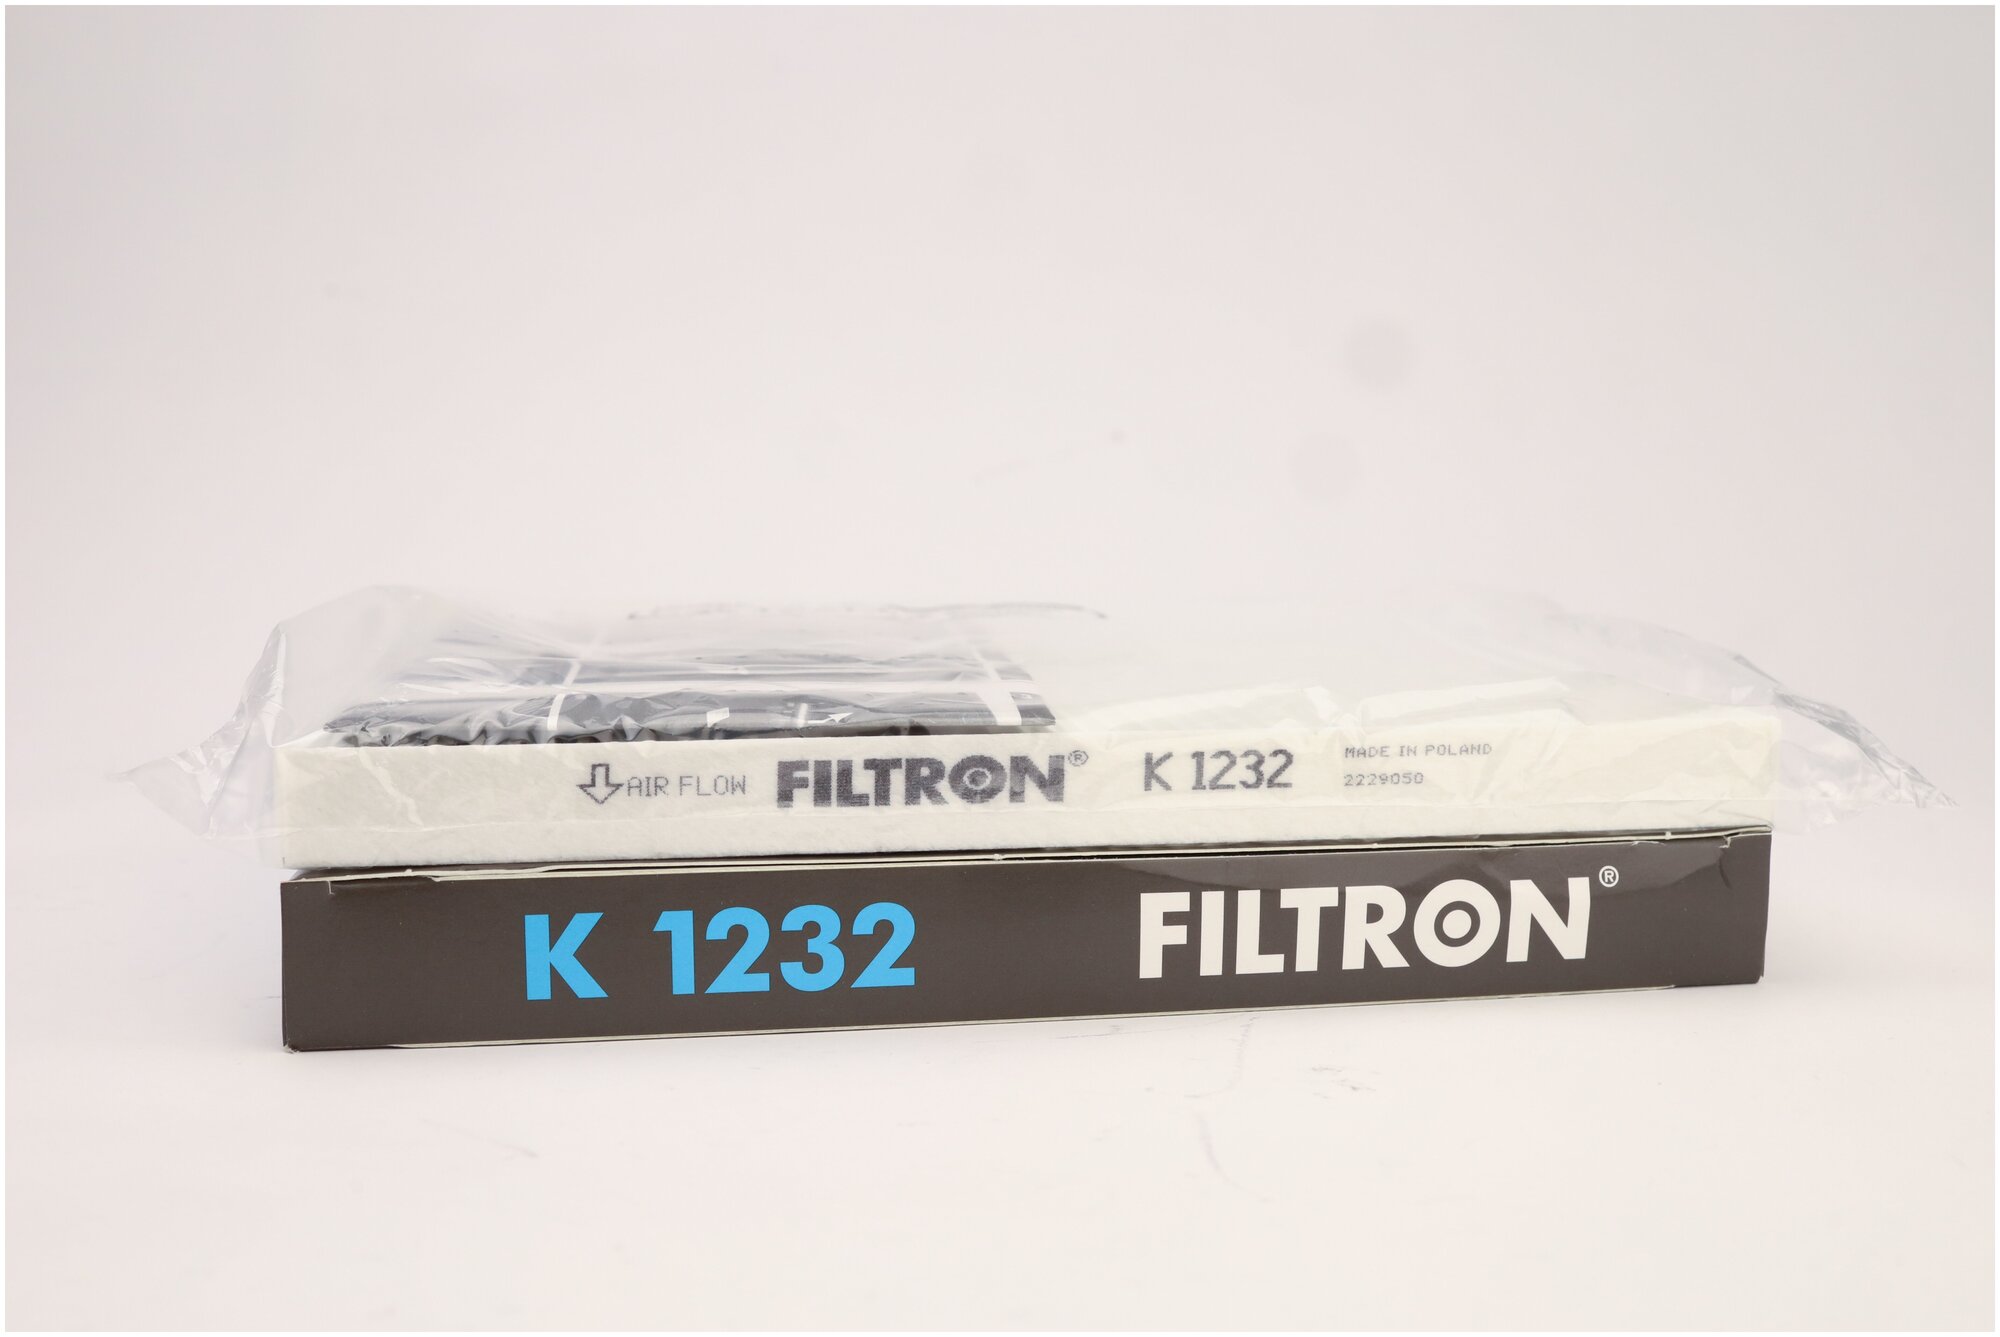 AIR FLOW FILTRON® K 1232 MADE IN POLAND
2229050
K 1232 FILTRON®